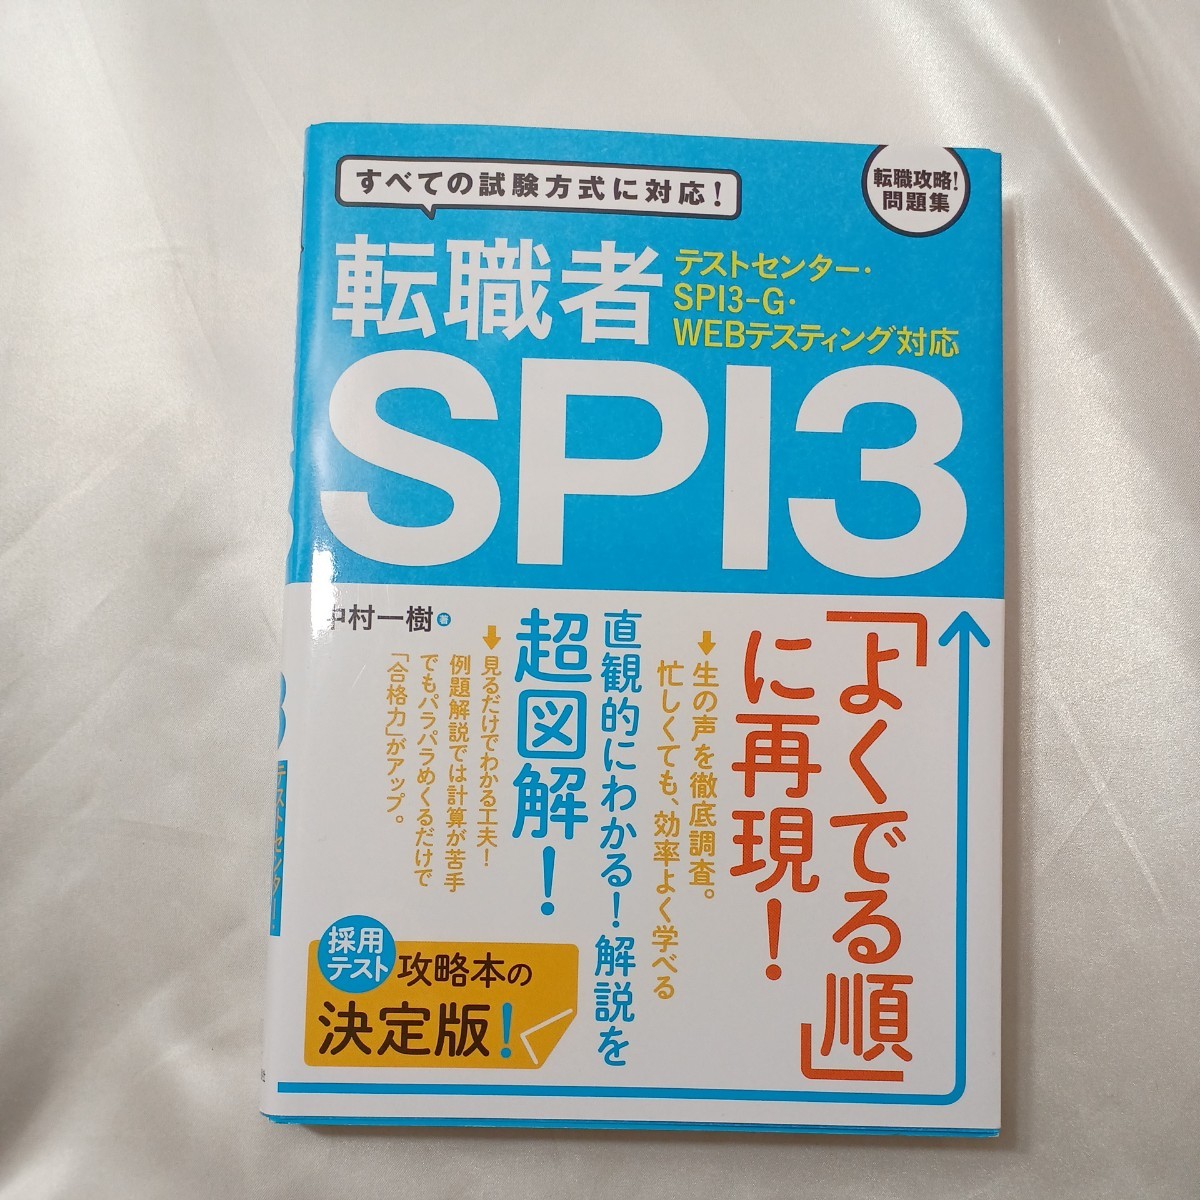 すべての試験方式に対応！
転職攻略！
問題集
転職者
テストセンター・
SPI3-G・
WEBテスティング対応
SPI3
中村一樹 著
「よくでる順」
に再現！
生の声を徹底調査。
忙しくても、効率よく学べる
直観的にわかる！解説を
超図解！
見るだけでわかる工夫！
例題解説では計算が苦手
でもパラパラめくるだけで
「合格力」がアップ。
採用
テスト
攻略本の
決定版！
3
テストセンター・